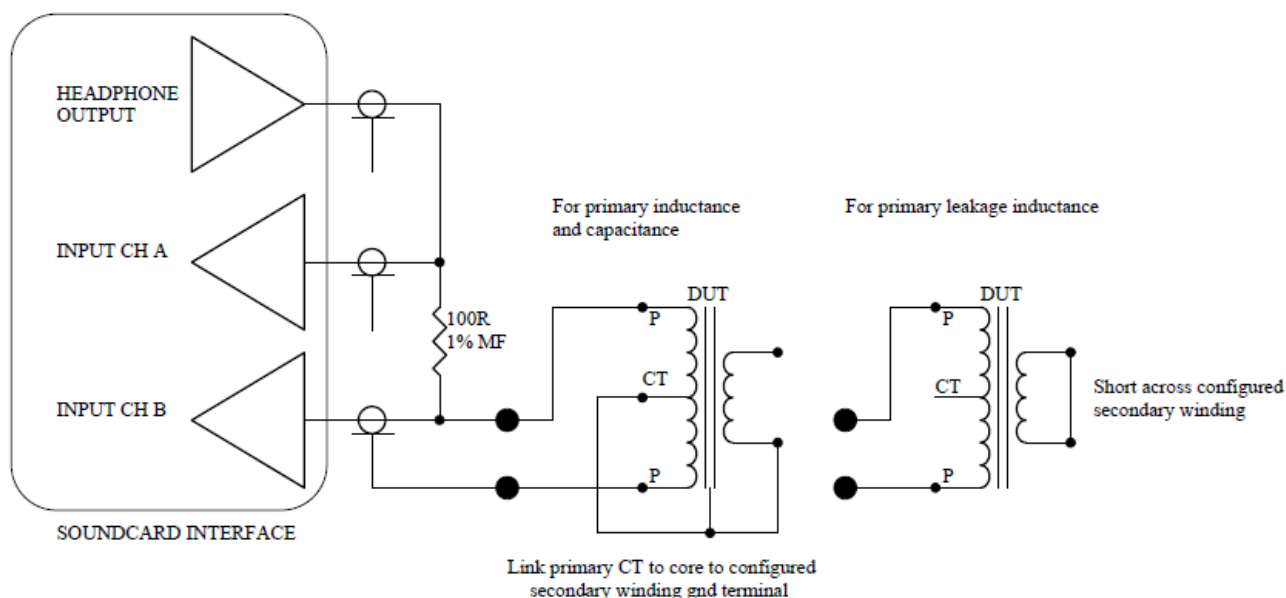 HEADPHONE
OUTPUT
INPUT CH A
INPUT CH B
SOUNDCARD INTERFACE
100R
1% MF
For primary inductance
and capacitance
DUT
P
CT
P
Link primary CT to core to configured
secondary winding gnd terminal
For primary leakage inductance
DUT
P
CT
P
Short across configured
secondary winding